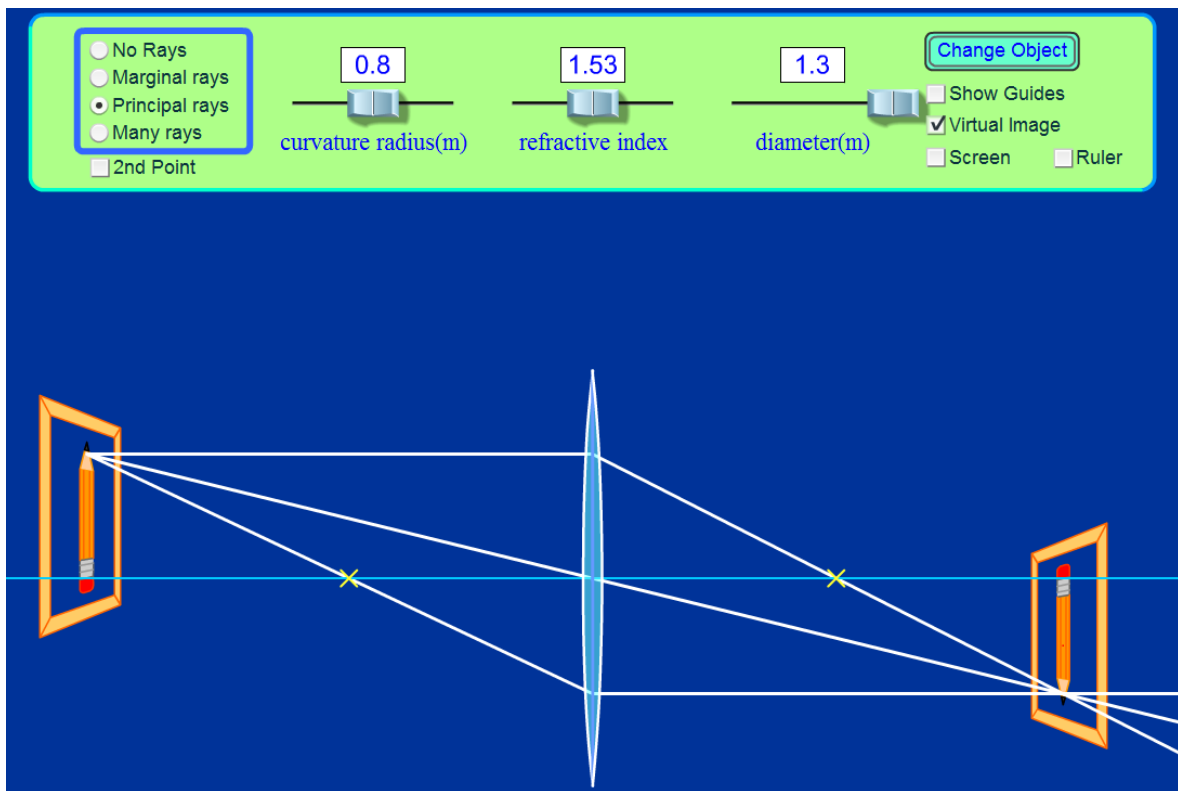 No Rays
Marginal rays
Principal rays
Many rays
2nd Point
0.8
curvature radius(m)
1.53
refractive index
1.3
diameter(m)
Change Object
Show Guides
Virtual Image
Screen
Ruler